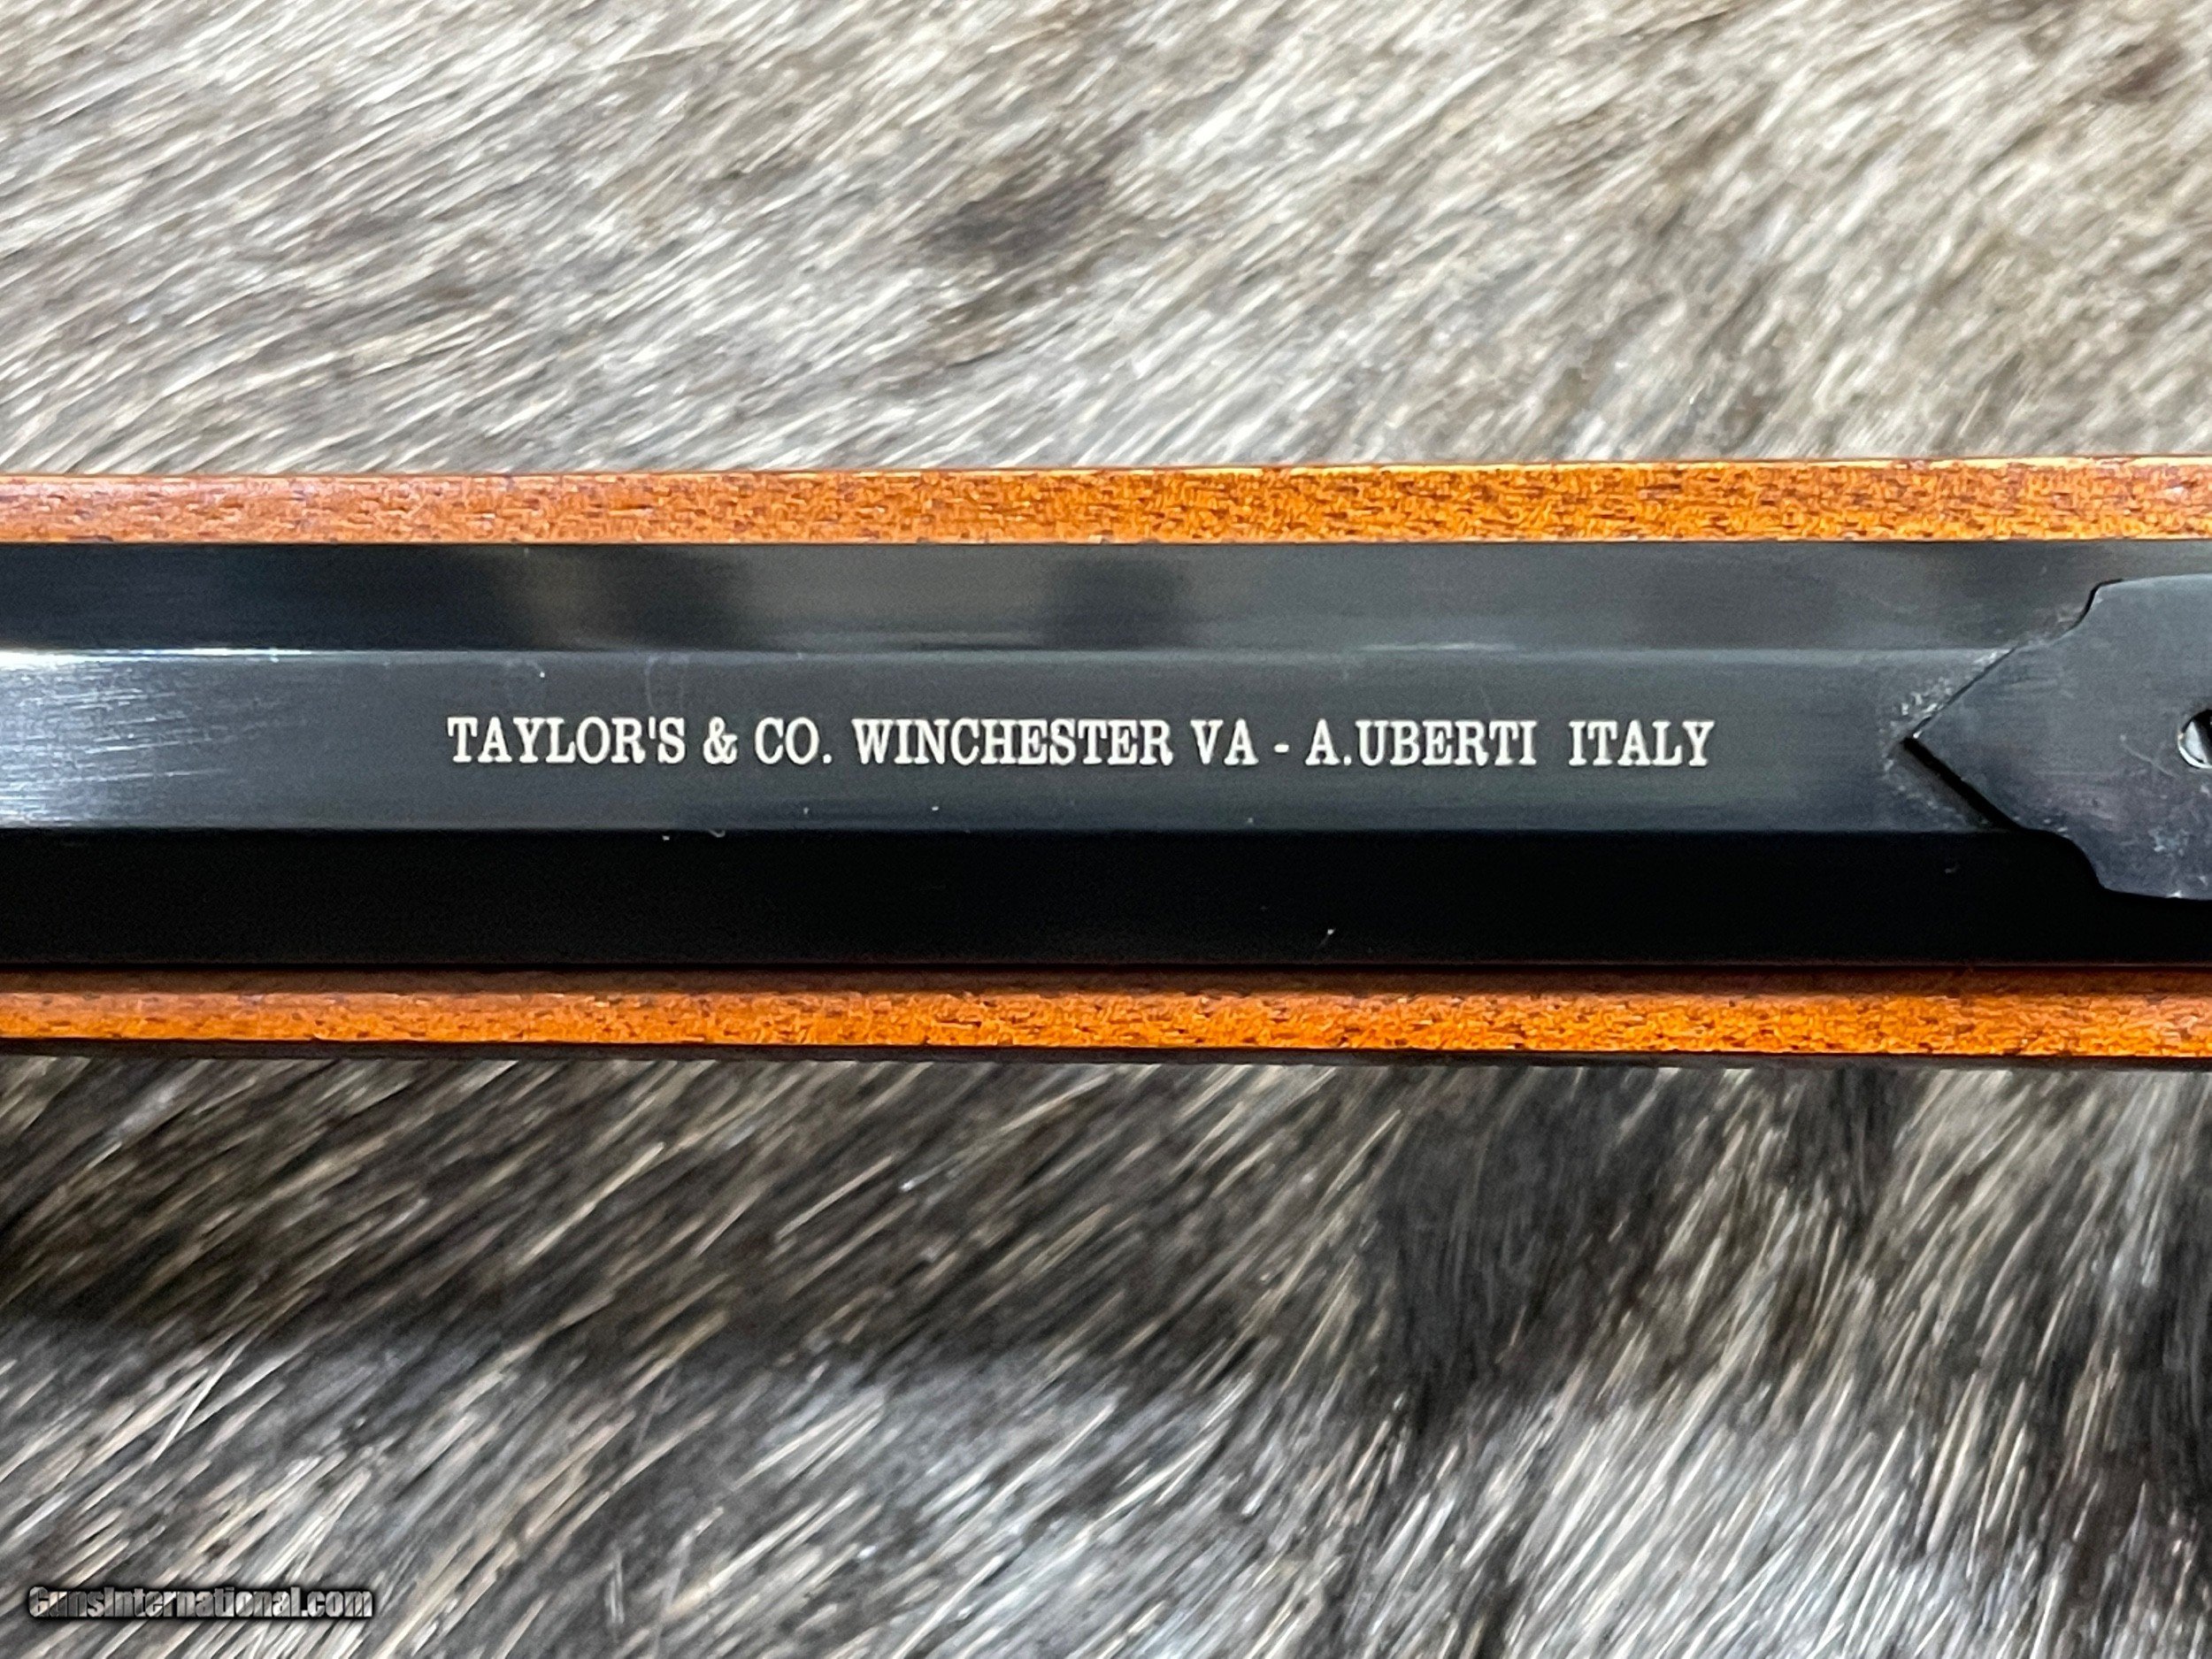 TAYLOR'S & CO. WINCHESTER VA - A.UBERTI ITALY
GunsInternational.com